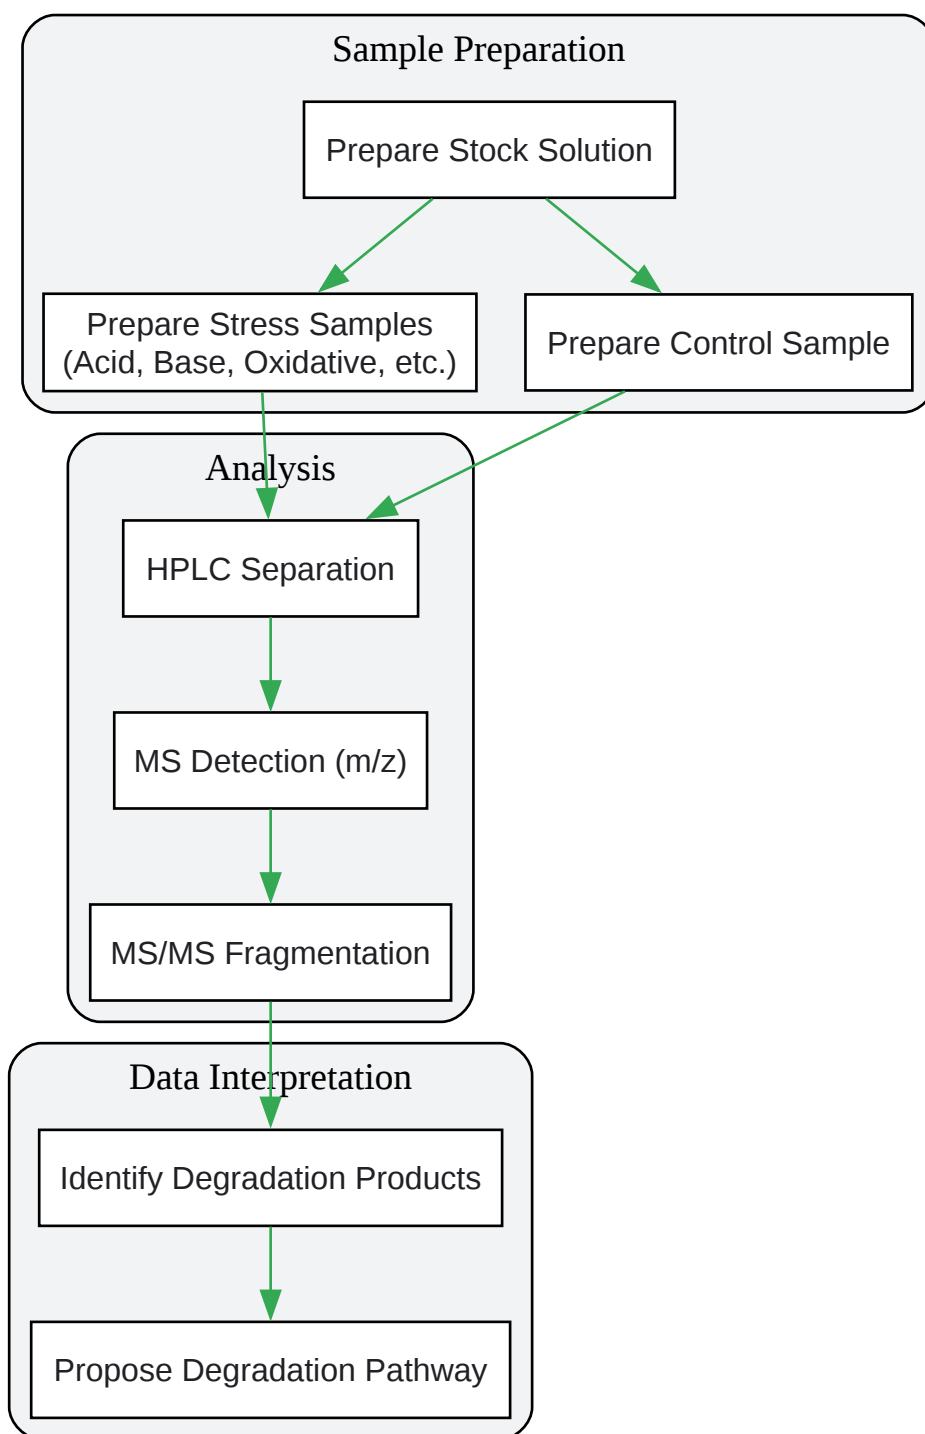 Sample Preparation
Prepare Stock Solution
Prepare Stress Samples
(Acid, Base, Oxidative, etc.)
Prepare Control Sample
Analysis
HPLC Separation
MS Detection (m/z)
MS/MS Fragmentation
Data Interpretation
Identify Degradation Products
Propose Degradation Pathway